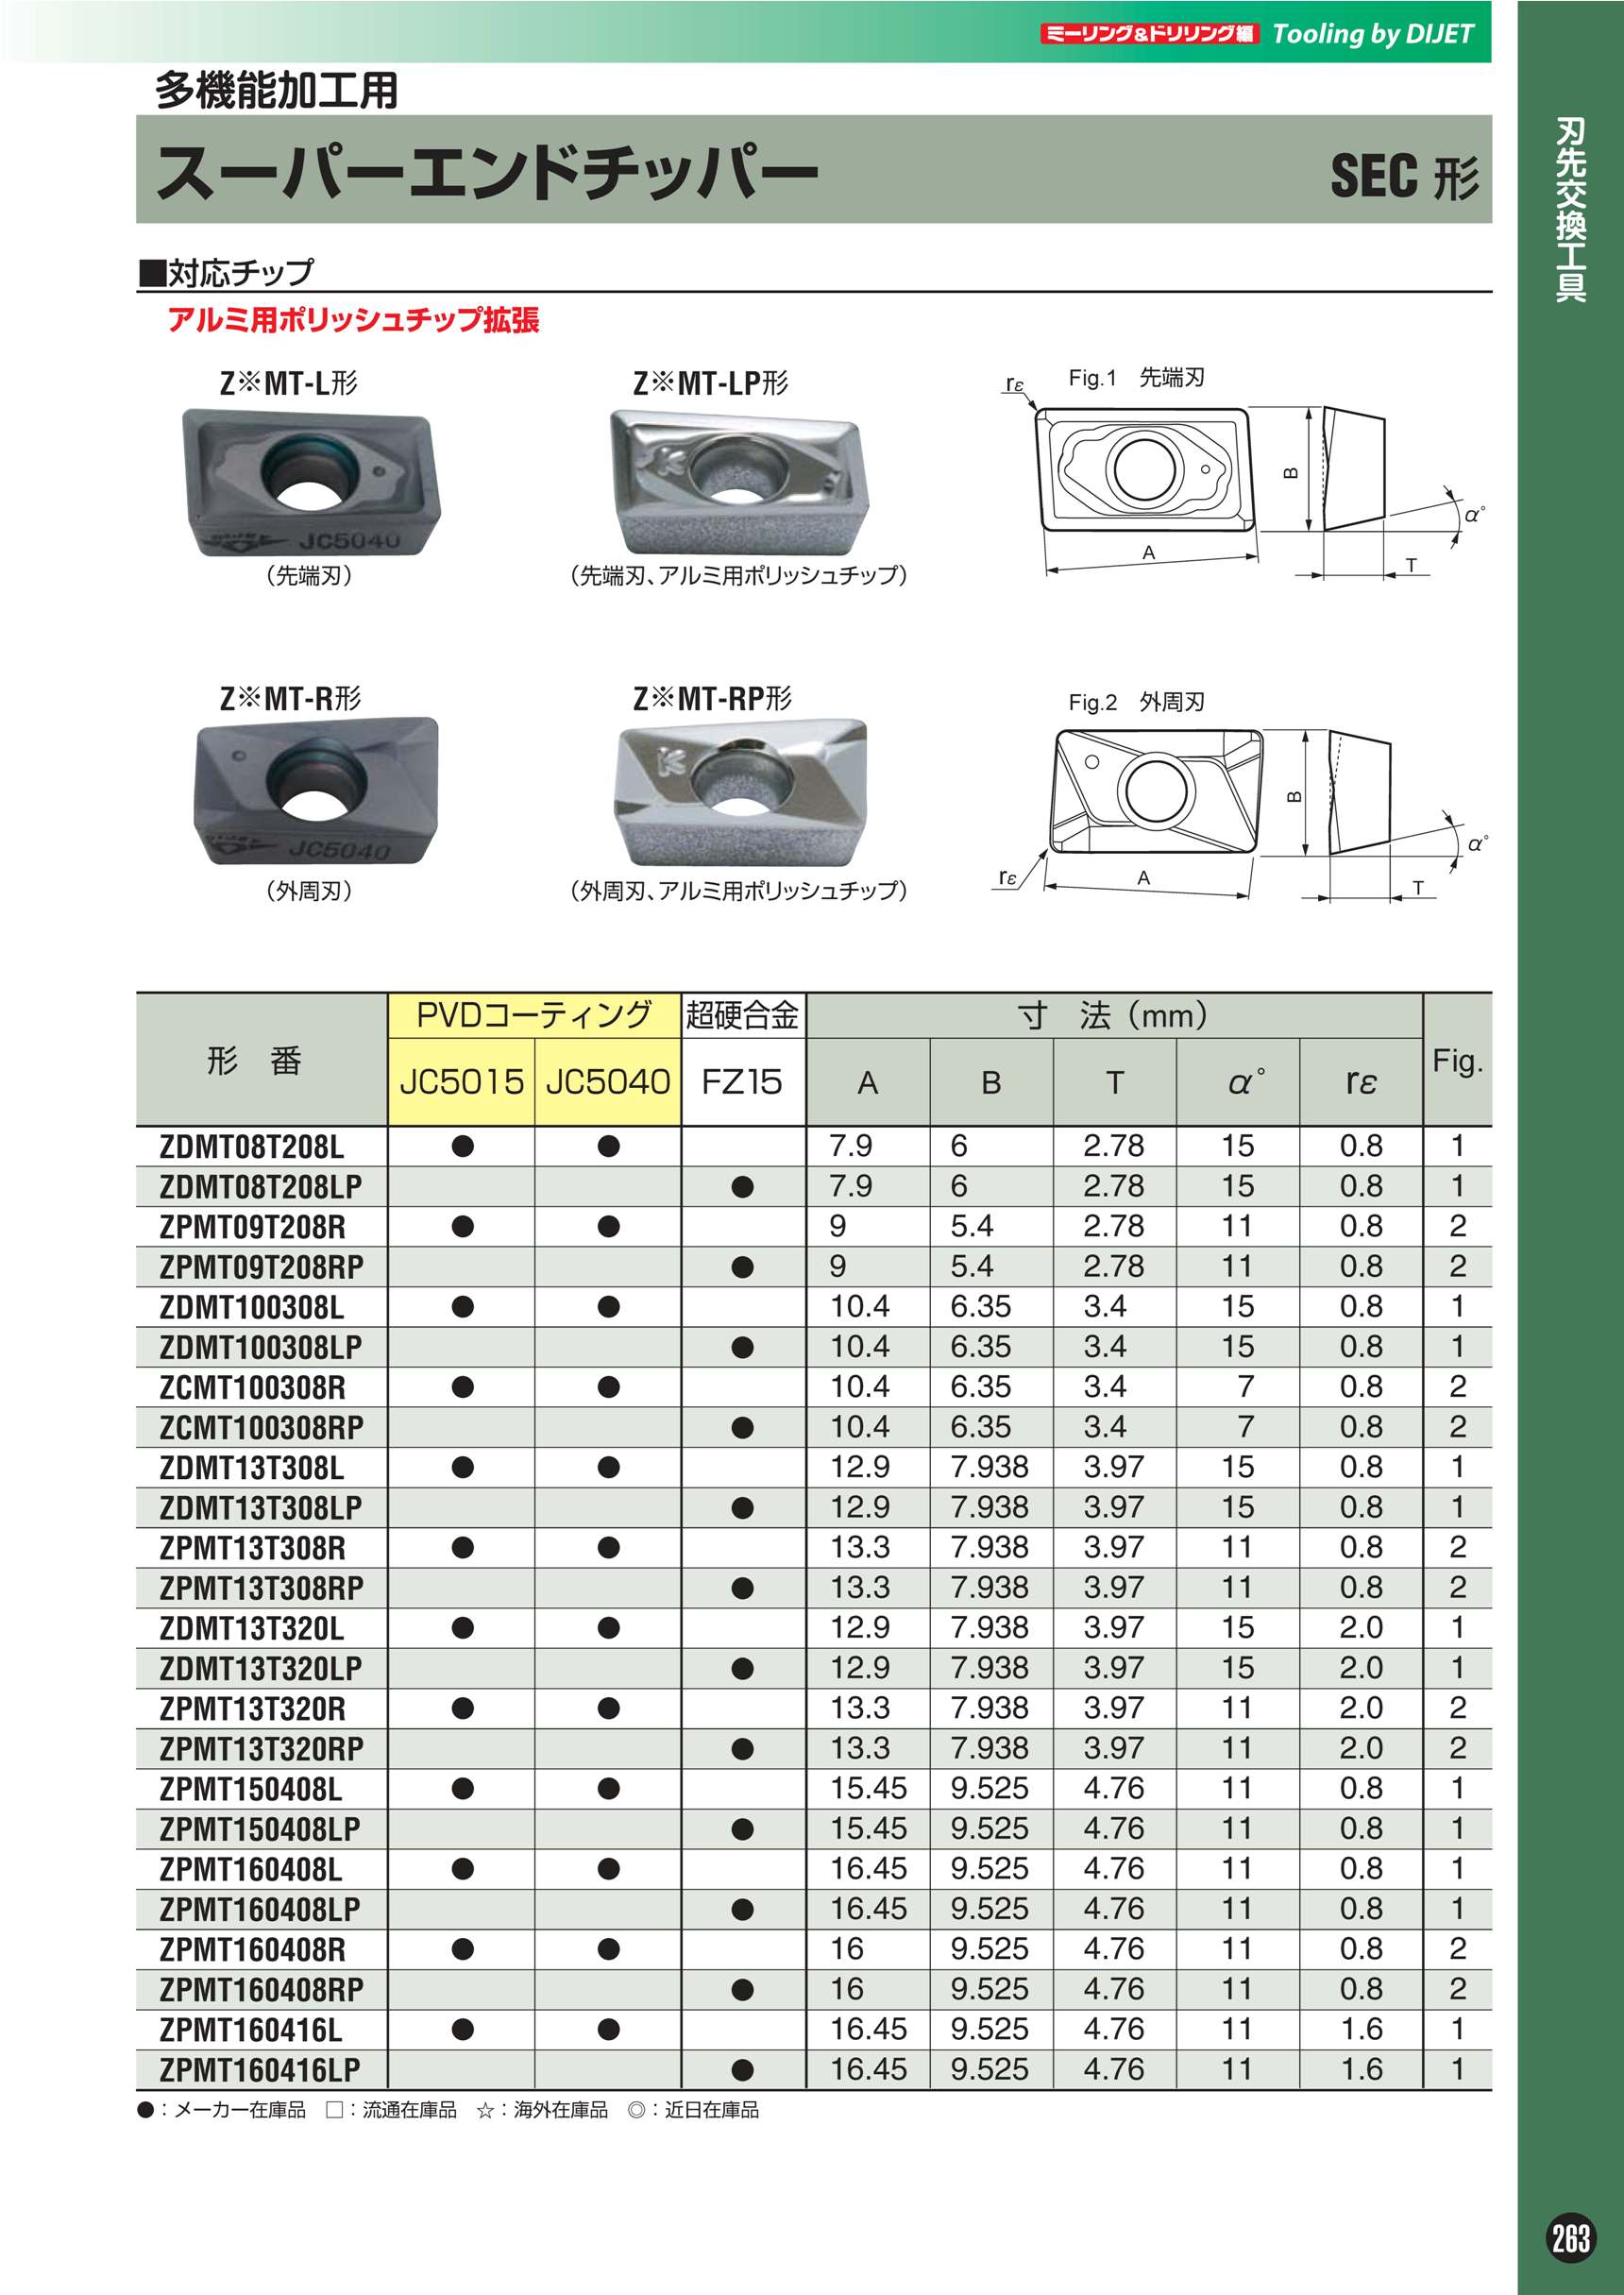 ミーリング&ドリリング編 Tooling by DIJET
多機能加工用
スーパーエンドチッパー SEC 形
刃先交換工具
■対応チップ
アルミ用ポリッシュチップ拡張
Z※MT-L形 Z※MT-LP形 Fig.1 先端刃
rε
B
α°
A
T
JC5040
（先端刃） （先端刃、アルミ用ポリッシュチップ）
Z※MT-R形 Z※MT-RP形 Fig.2 外周刃
B
α°
rε
A
T
JC5040
（外周刃） （外周刃、アルミ用ポリッシュチップ）
形 番 PVDコーティング 超硬合金 寸 法（mm） Fig.
JC5015 JC5040 FZ15 A B T α° rε
ZDMT08T208L ● ● 7.9 6 2.78 15 0.8 1
ZDMT08T208LP ● 7.9 6 2.78 15 0.8 1
ZPMT09T208R ● ● 9 5.4 2.78 11 0.8 2
ZPMT09T208RP ● 9 5.4 2.78 11 0.8 2
ZDMT100308L ● ● 10.4 6.35 3.4 15 0.8 1
ZDMT100308LP ● 10.4 6.35 3.4 15 0.8 1
ZCMT100308R ● ● 10.4 6.35 3.4 7 0.8 2
ZCMT100308RP ● 10.4 6.35 3.4 7 0.8 2
ZDMT13T308L ● ● 12.9 7.938 3.97 15 0.8 1
ZDMT13T308LP ● 12.9 7.938 3.97 15 0.8 1
ZPMT13T308R ● ● 13.3 7.938 3.97 11 0.8 2
ZPMT13T308RP ● 13.3 7.938 3.97 11 0.8 2
ZDMT13T320L ● ● 12.9 7.938 3.97 15 2.0 1
ZDMT13T320LP ● 12.9 7.938 3.97 15 2.0 1
ZPMT13T320R ● ● 13.3 7.938 3.97 11 2.0 2
ZPMT13T320RP ● 13.3 7.938 3.97 11 2.0 2
ZPMT150408L ● ● 15.45 9.525 4.76 11 0.8 1
ZPMT150408LP ● 15.45 9.525 4.76 11 0.8 1
ZPMT160408L ● ● 16.45 9.525 4.76 11 0.8 1
ZPMT160408LP ● 16.45 9.525 4.76 11 0.8 1
ZPMT160408R ● ● 16 9.525 4.76 11 0.8 2
ZPMT160408RP ● 16 9.525 4.76 11 0.8 2
ZPMT160416L ● ● 16.45 9.525 4.76 11 1.6 1
ZPMT160416LP ● 16.45 9.525 4.76 11 1.6 1
●：メーカー在庫品 □：流通在庫品 ☆：海外在庫品 ◎：近日在庫品
263